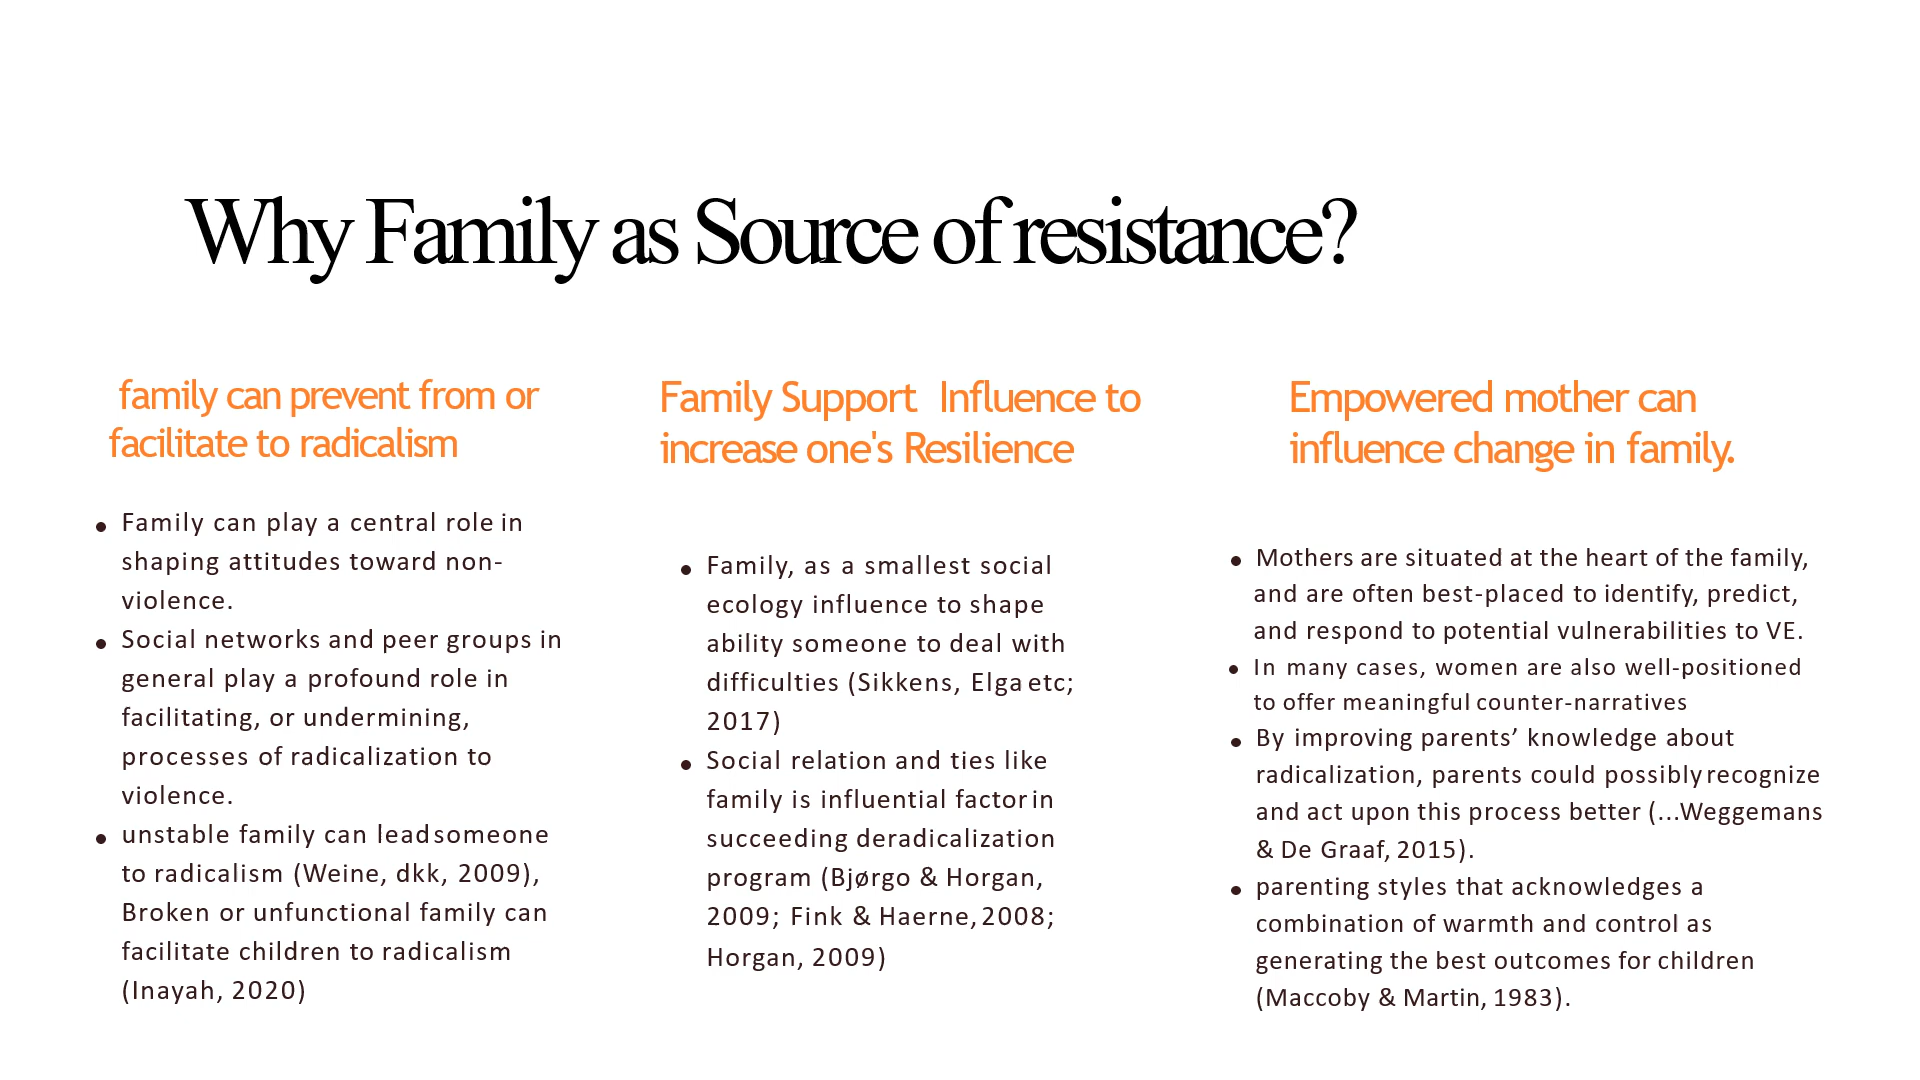 Why Family as Source of resistance?
family can prevent from or
facilitate to radicalism
• Family can play a central role in
shaping attitudes toward non-
violence.
• Social networks and peer groups in
general play a profound role in
facilitating, or undermining,
processes of radicalization to
violence.
• unstable family can lead someone
to radicalism (Weine, dkk, 2009),
Broken or unfunctional family can
facilitate children to radicalism
(Inayah, 2020)
Family Support Influence to
increase one's Resilience
• Family, as a smallest social
ecology influence to shape
ability someone to deal with
difficulties (Sikkens, Elga etc;
2017)
• Social relation and ties like
family is influential factor in
succeeding deradicalization
program (Bjørgo & Horgan,
2009; Fink & Haerne, 2008;
Horgan, 2009)
Empowered mother can
influence change in family.
• Mothers are situated at the heart of the family,
and are often best-placed to identify, predict,
and respond to potential vulnerabilities to VE.
• In many cases, women are also well-positioned
to offer meaningful counter-narratives
• By improving parents’ knowledge about
radicalization, parents could possibly recognize
and act upon this process better (...Weggemans
& De Graaf, 2015).
• parenting styles that acknowledges a
combination of warmth and control as
generating the best outcomes for children
(Maccoby & Martin, 1983).